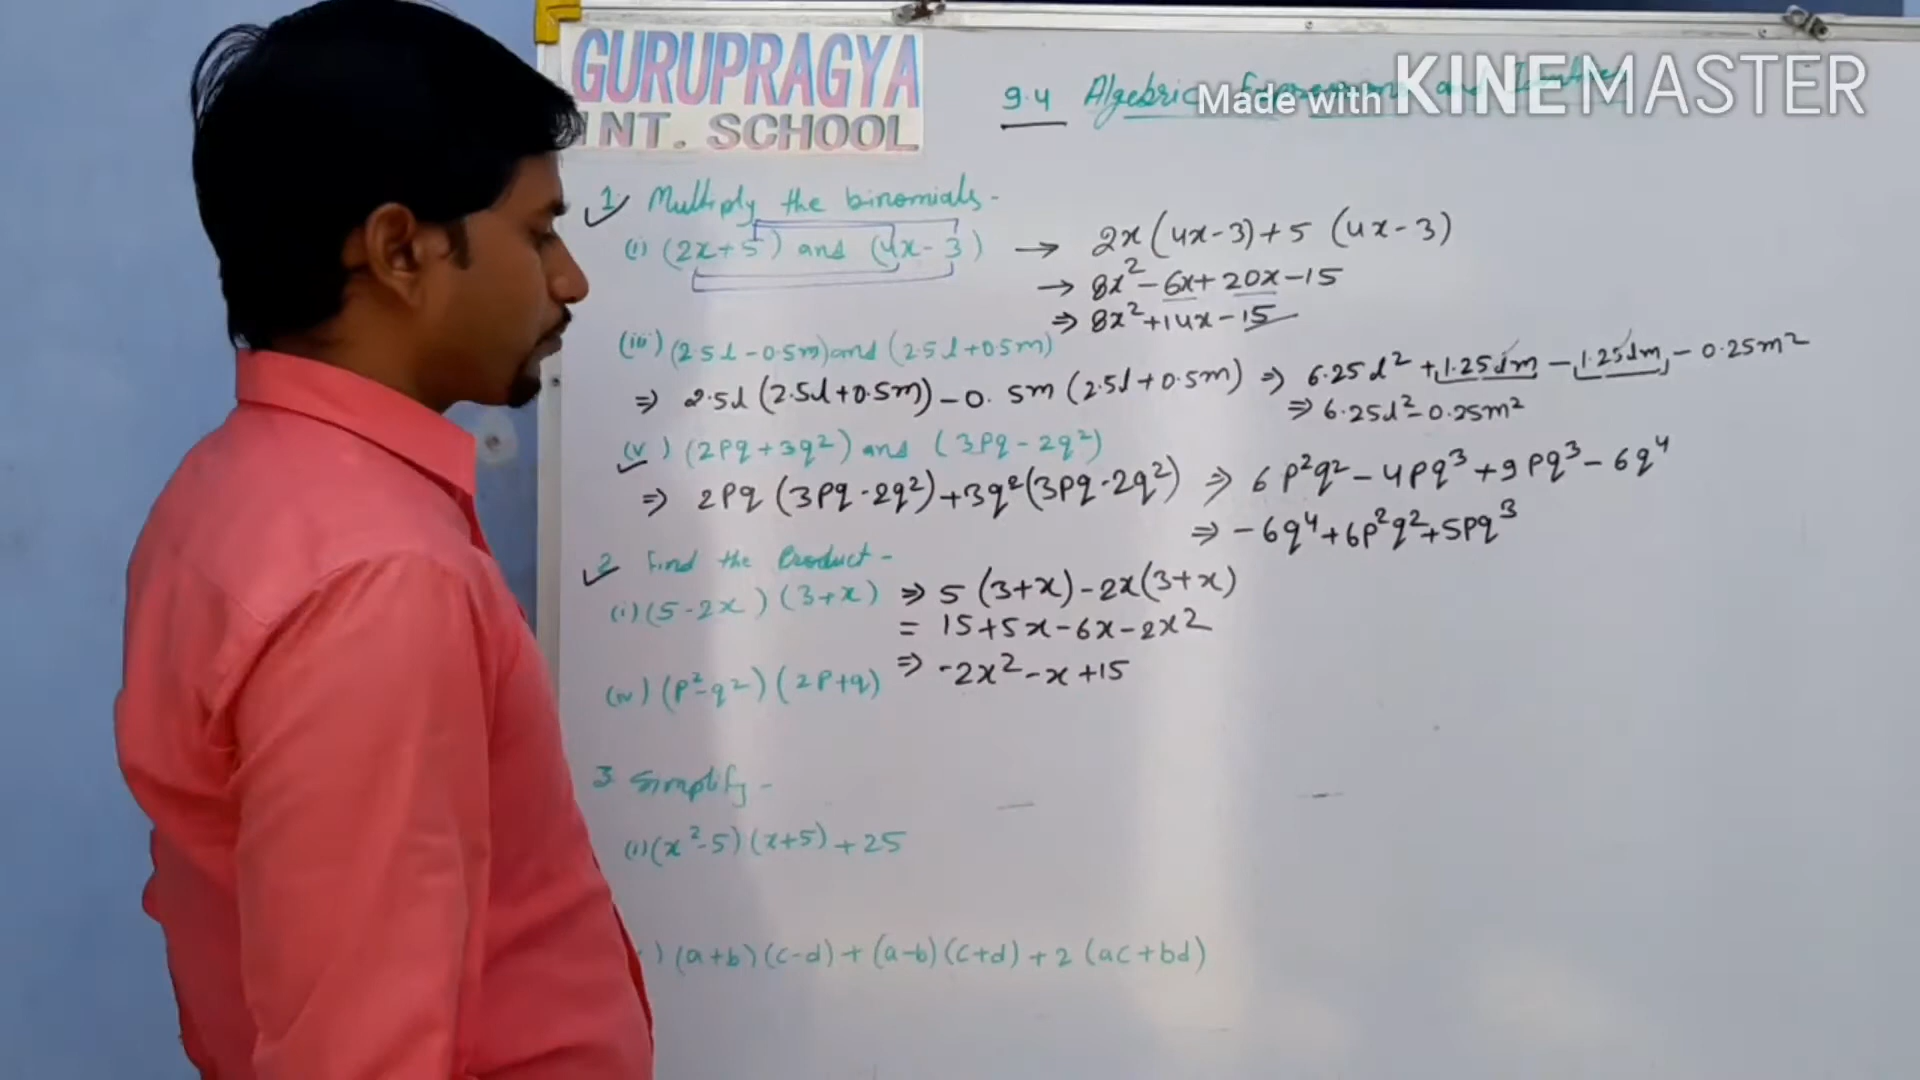 GURUPRAGYA
INT. SCHOOL
Made with KINEMASTER
9.4 Algebric Expressions and
1. Multiply the binomials -
(i) (2x+5) and (4x-3) → 2x(4x-3)+5 (4x-3)
→ 8x² - 6x + 20x - 15
⇒ 8x² + 14x - 15
(iii) (2.5l - 0.5m) and (2.5l + 0.5m)
⇒ 2.5l (2.5l + 0.5m) - 0.5m (2.5l + 0.5m) ⇒ 6.25l² + 1.25lm - 1.25lm - 0.25m²
⇒ 6.25l² - 0.25m²
(v) (2pq + 3q²) and (3pq - 2q²)
⇒ 2pq (3pq - 2q²) + 3q² (3pq - 2q²) ⇒ 6p²q² - 4pq³ + 9pq³ - 6q⁴
⇒ -6q⁴ + 6p²q² + 5pq³
2 Find the Product -
(i) (5-2x) (3+x) ⇒ 5 (3+x) - 2x(3+x)
= 15 + 5x - 6x - 2x²
⇒ -2x² - x + 15
(iv) (p²-q²) (2p+q)
3 Simplify -
(i) (x²-5) (x+5) + 25
) (a+b) (c-d) + (a-b) (c+d) + 2 (ac+bd)